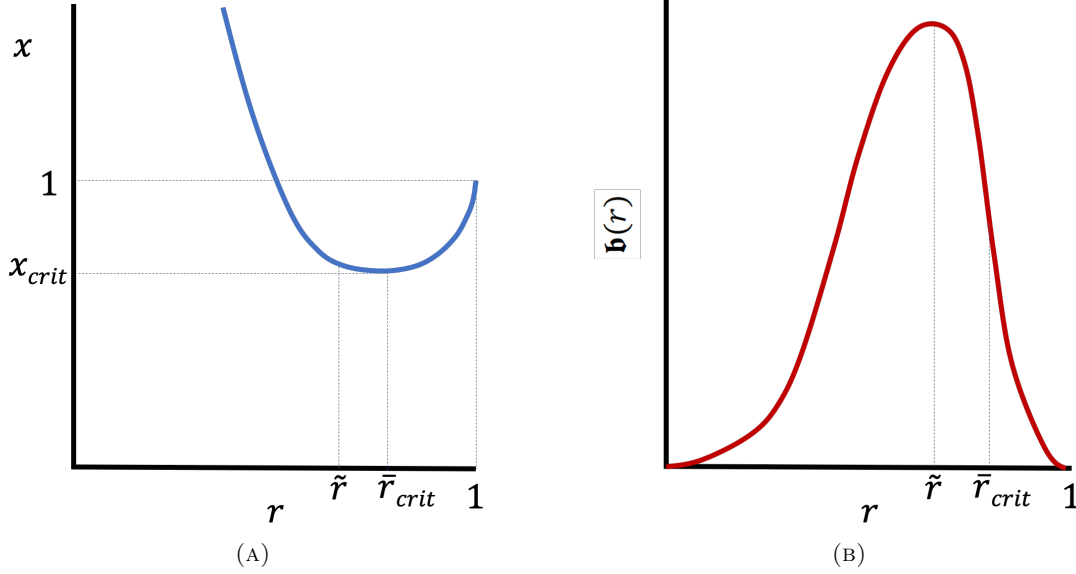 x
1
x_crit
r̃
r̄_crit
1
r
(A)
𝔟(r)
r̃
r̄_crit
1
r
(B)